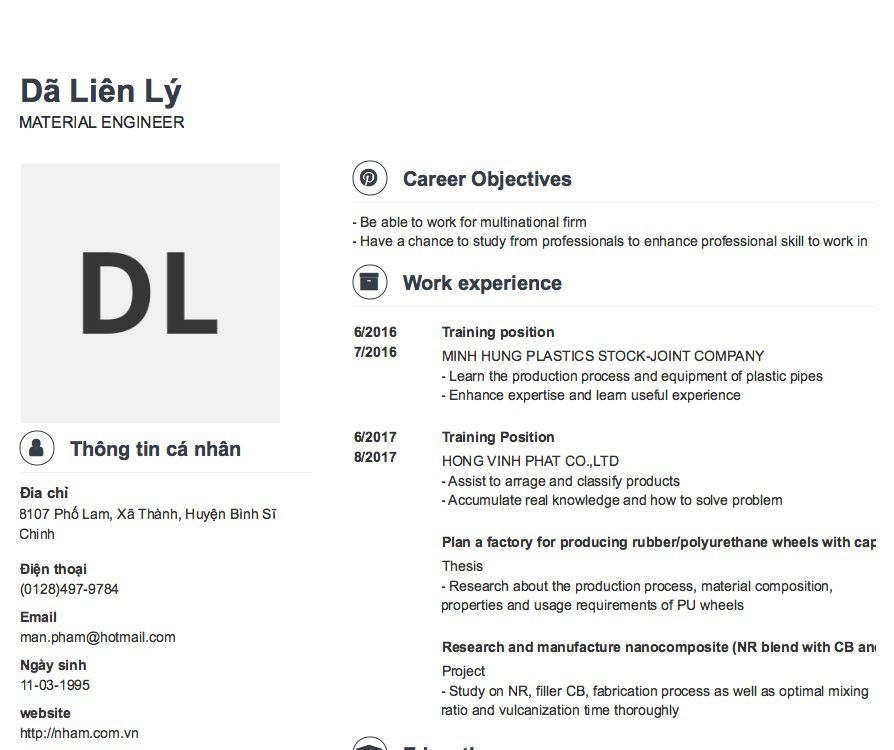 Dã Liên Lý
MATERIAL ENGINEER
DL
Thông tin cá nhân
Đia chỉ
8107 Phố Lam, Xã Thành, Huyện Bình Sĩ
Chinh
Điện thoại
(0128)497-9784
Email
man.pham@hotmail.com
Ngày sinh
11-03-1995
website
http://nham.com.vn
Career Objectives
- Be able to work for multinational firm
- Have a chance to study from professionals to enhance professional skill to work in
Work experience
6/2016 Training position
7/2016 MINH HUNG PLASTICS STOCK-JOINT COMPANY
- Learn the production process and equipment of plastic pipes
- Enhance expertise and learn useful experience
6/2017 Training Position
8/2017 HONG VINH PHAT CO.,LTD
- Assist to arrage and classify products
- Accumulate real knowledge and how to solve problem
Plan a factory for producing rubber/polyurethane wheels with
Thesis
- Research about the production process, material composition,
properties and usage requirements of PU wheels
Research and manufacture nanocomposite (NR blend with CB
Project
- Study on NR, filler CB, fabrication process as well as optimal mixing
ratio and vulcanization time thoroughly